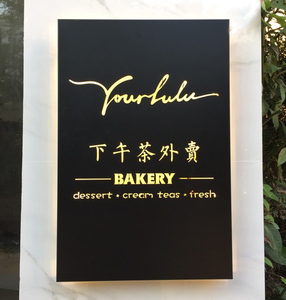 YourLulu
下午茶外賣
BAKERY
dessert • cream teas • fresh